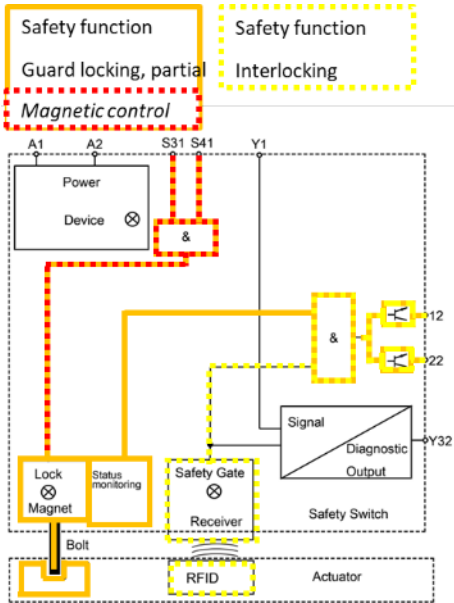 Safety function
Guard locking, partial
Magnetic control
Safety function
Interlocking
A1 A2 S31 S41 Y1
Power
Device
&
&
12
22
Signal
Diagnostic
Output
Y32
Lock
Magnet
Status
monitoring
Safety Gate
Receiver
Safety Switch
Bolt
RFID
Actuator